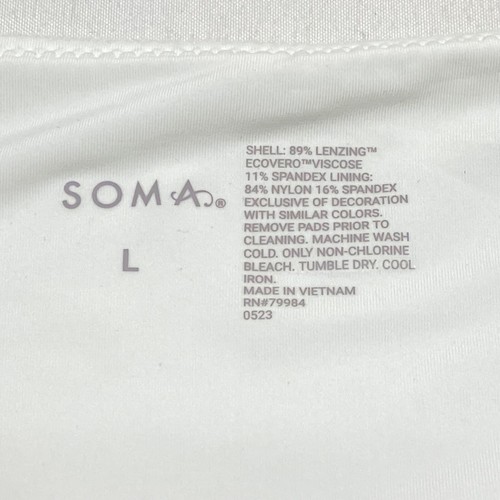 SOMA®
L
SHELL: 89% LENZING™
ECOVERO™VISCOSE
11% SPANDEX LINING:
84% NYLON 16% SPANDEX
EXCLUSIVE OF DECORATION
WITH SIMILAR COLORS.
REMOVE PADS PRIOR TO
CLEANING. MACHINE WASH
COLD. ONLY NON-CHLORINE
BLEACH. TUMBLE DRY. COOL
IRON.
MADE IN VIETNAM
RN#79984
0523